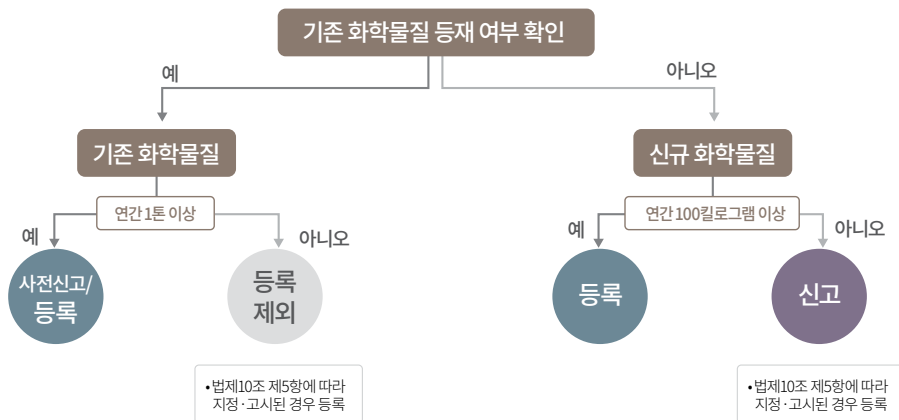 기존 화학물질 등재 여부 확인
예
아니오
기존 화학물질
신규 화학물질
연간 1톤 이상
연간 100킬로그램 이상
예
아니오
예
아니오
사전신고/
등록
등록
제외
등록
신고
•법제10조 제5항에 따라
지정·고시된 경우 등록
•법제10조 제5항에 따라
지정·고시된 경우 등록